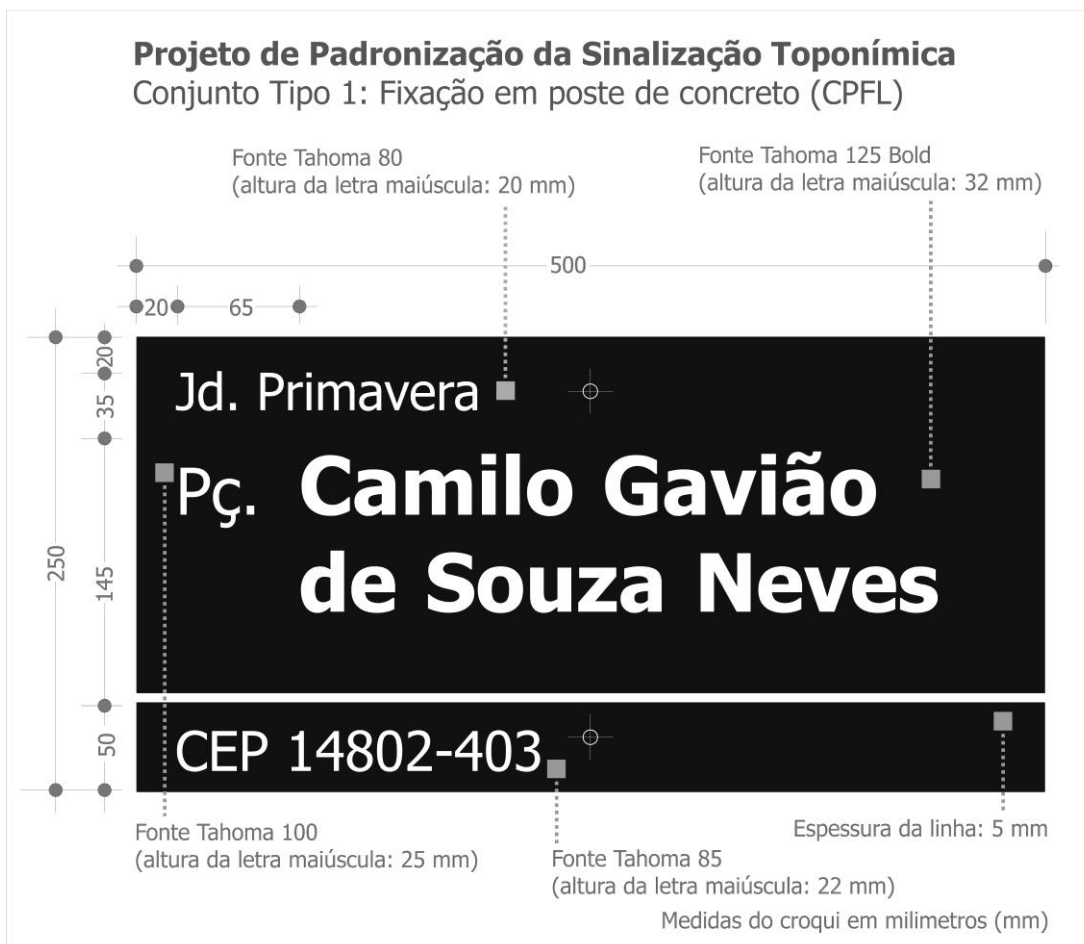 Projeto de Padronização da Sinalização Toponímica
Conjunto Tipo 1: Fixação em poste de concreto (CPFL)
Fonte Tahoma 80
(altura da letra maiúscula: 20 mm)
Fonte Tahoma 125 Bold
(altura da letra maiúscula: 32 mm)
500
20
65
20
35
145
250
50
Jd. Primavera
Pç. Camilo Gavião
de Souza Neves
CEP 14802-403
Fonte Tahoma 100
(altura da letra maiúscula: 25 mm)
Fonte Tahoma 85
(altura da letra maiúscula: 22 mm)
Espessura da linha: 5 mm
Medidas do croqui em milimetros (mm)